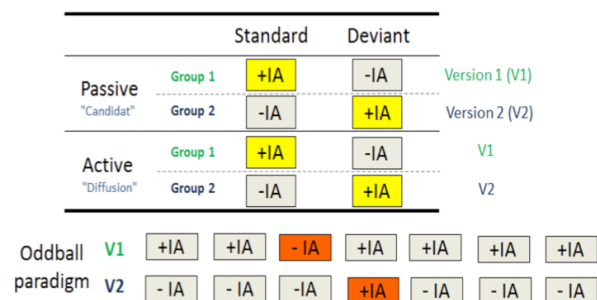 Standard Deviant
Passive
"Candidat"
Group 1 +IA -IA Version 1 (V1)
Group 2 -IA +IA Version 2 (V2)
Active
"Diffusion"
Group 1 +IA -IA V1
Group 2 -IA +IA V2
Oddball
paradigm
V1 +IA +IA - IA +IA +IA +IA +IA
V2 - IA - IA -IA +IA - IA - IA - IA